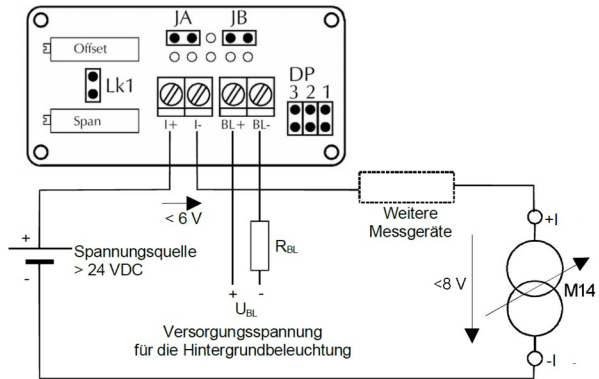 JA JB
Offset
Lk1
DP
3 2 1
Span
I+ I- BL+ BL-
< 6 V
Weitere
Messgeräte
+I
+
Spannungsquelle
> 24 VDC
-
RBL
<8 V
M14
+ -
UBL
Versorgungsspannung
für die Hintergrundbeleuchtung
-I